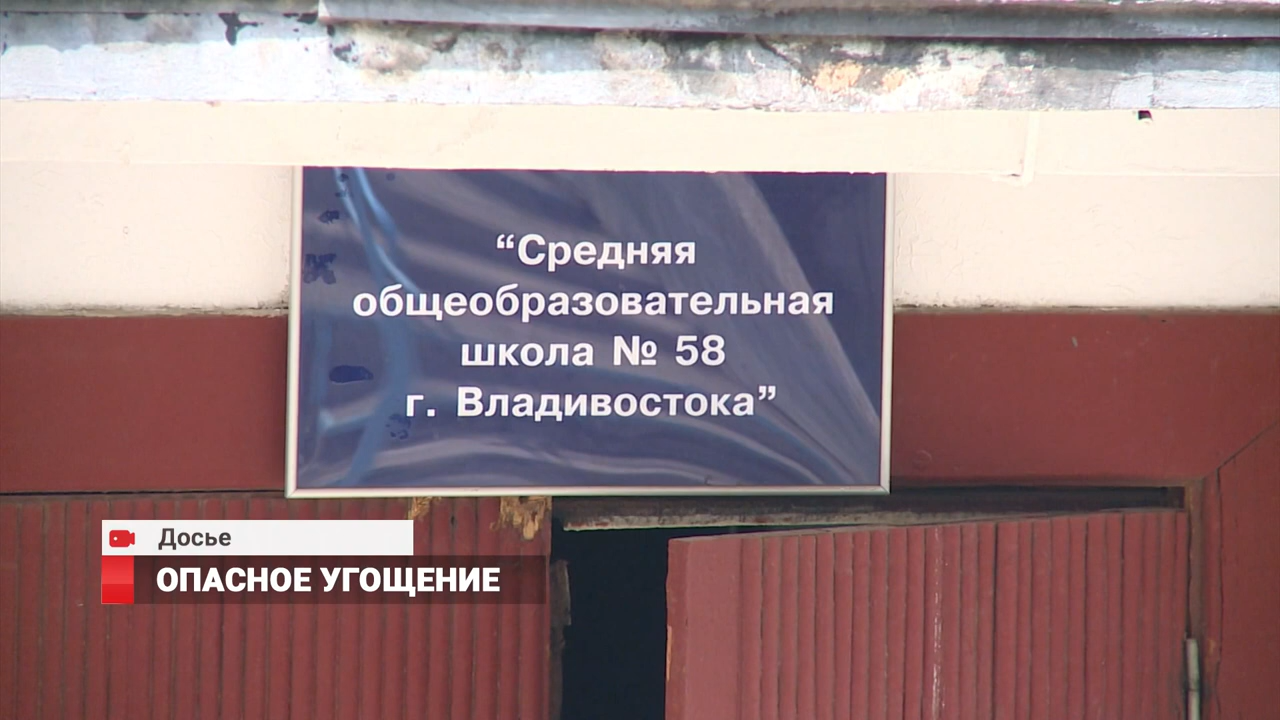 “Средняя
общеобразовательная
школа № 58
г. Владивостока”
Досье
ОПАСНОЕ УГОЩЕНИЕ